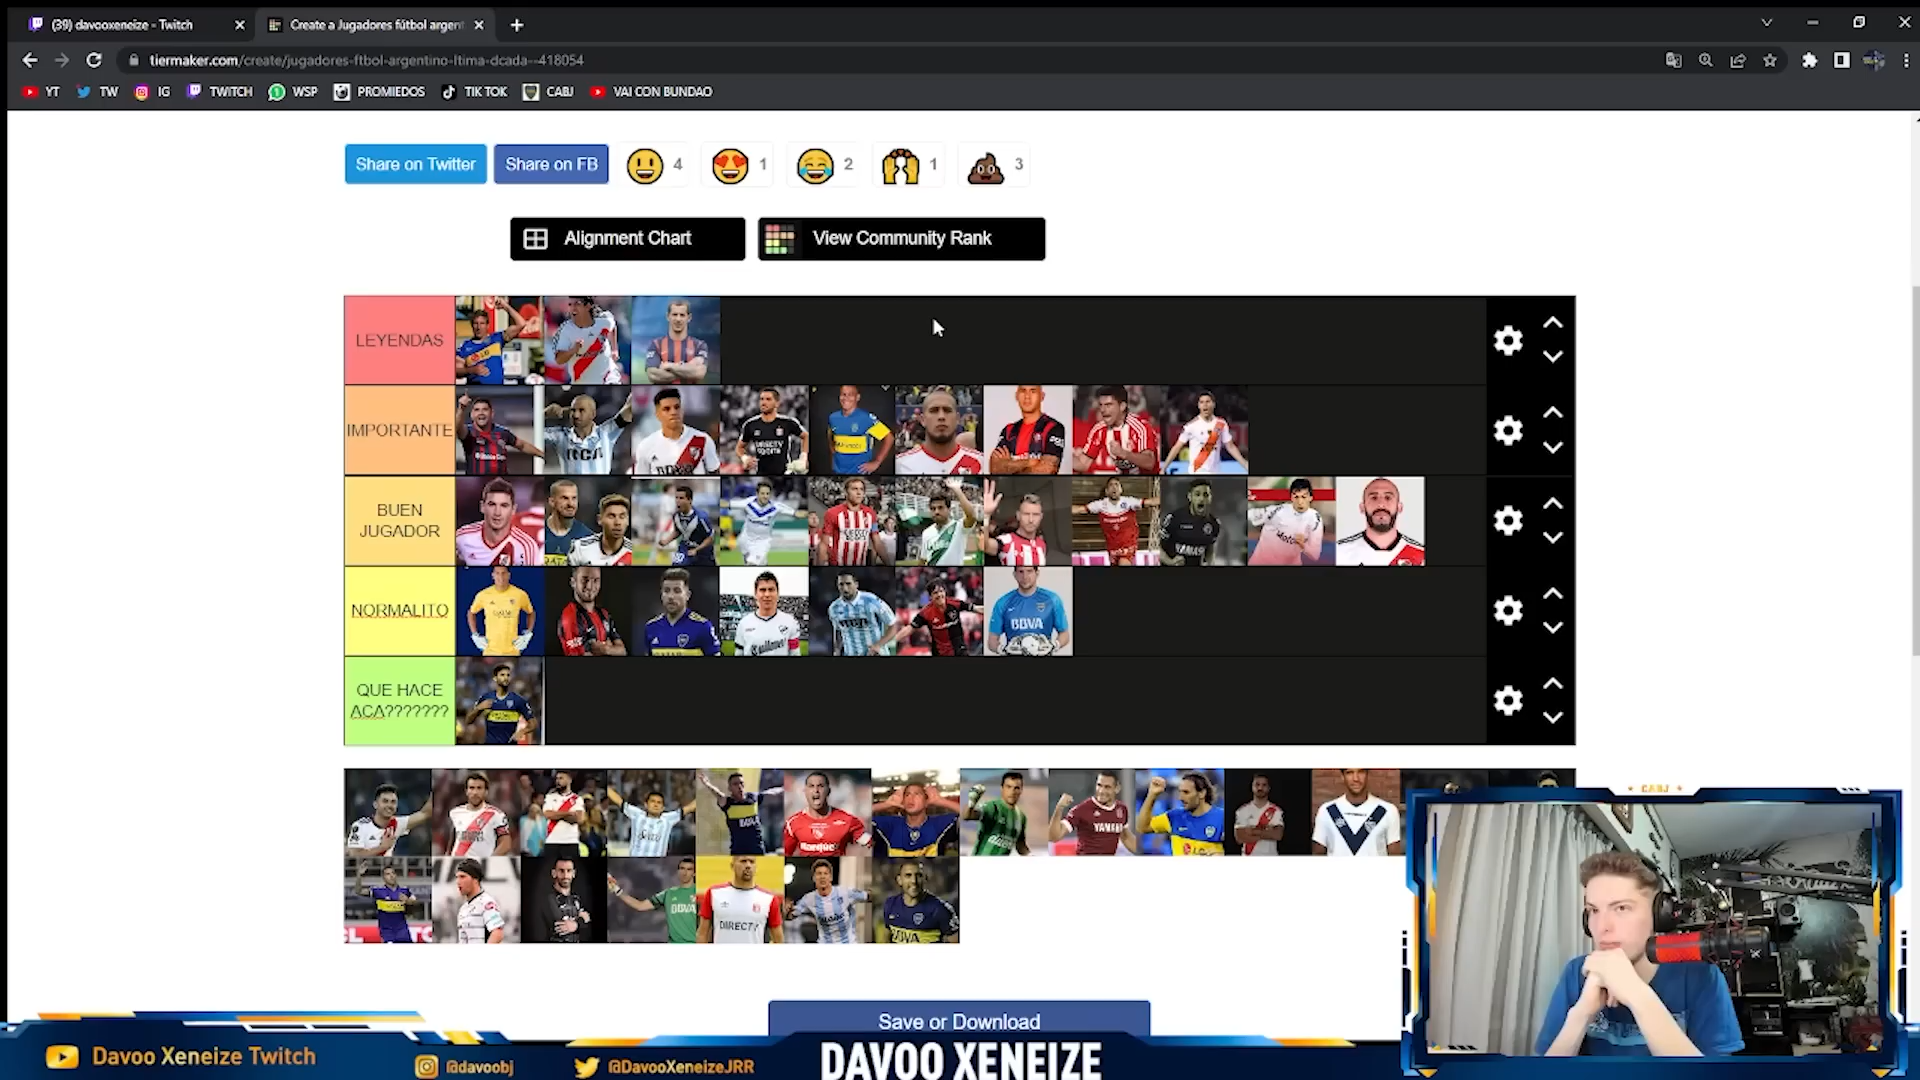 (39) davooxeneize - Twitch
Create a Jugadores fútbol argent
tiermaker.com/create/jugadores-ftbol-argentino-ltima-dcada--418054
YT
TW
IG
TWITCH
WSP
PROMIEDOS
TIK TOK
CABJ
VAI CON BUNDAO
Share on Twitter
Share on FB
4
1
2
1
3
Alignment Chart
View Community Rank
LEYENDAS
IMPORTANTE
BUEN
JUGADOR
NORMALITO
QUE HACE
ACA???????
CABJ
Save or Download
Davoo Xeneize Twitch
@davoobj
@DavooXeneizeJRR
DAVOO XENEIZE